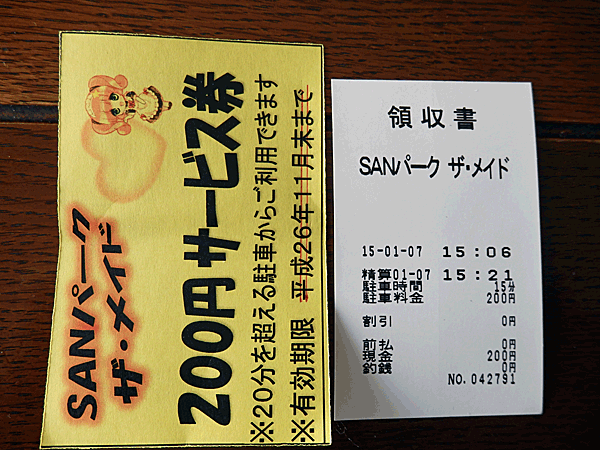 SANパーク
ザ・メイド
200円サービス券
※20分を超える駐車からご利用できます
※有効期限 平成26年11月末まで
領収書
SANパーク ザ・メイド
15-01-07 15:06
精算01-07 15:21
駐車時間 15分
駐車料金 200円
割引 0円
前払 0円
現金 200円
釣銭 0円
NO.042791